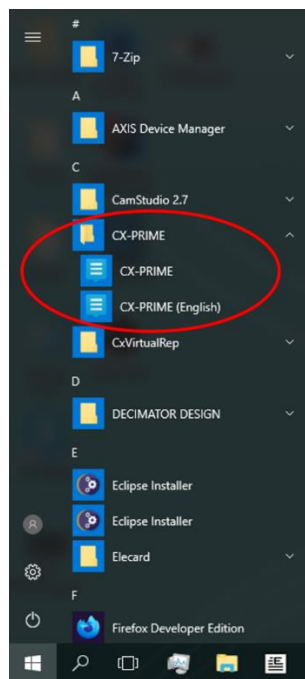 #
7-Zip
A
AXIS Device Manager
C
CamStudio 2.7
CX-PRIME
CX-PRIME
CX-PRIME (English)
CxVirtualRep
D
DECIMATOR DESIGN
E
Eclipse Installer
Eclipse Installer
Elecard
F
Firefox Developer Edition